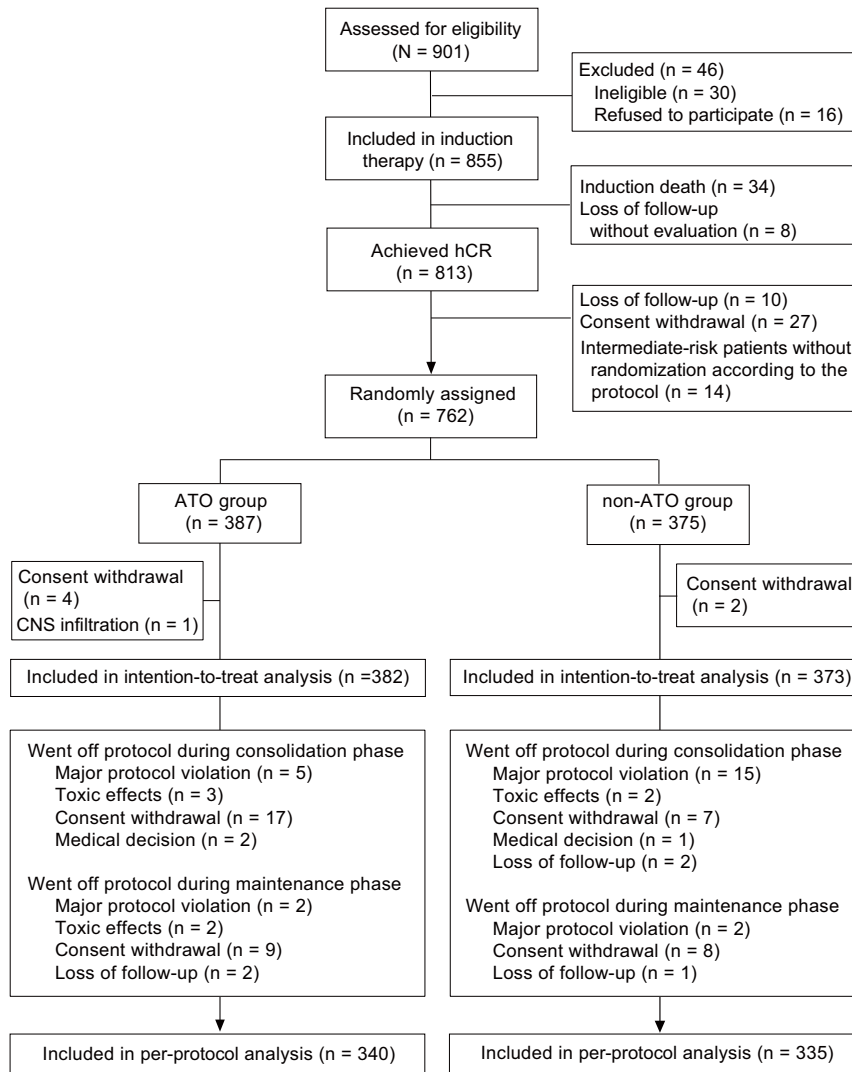 Assessed for eligibility
(N = 901)
Excluded (n = 46)
Ineligible (n = 30)
Refused to participate (n = 16)
Included in induction
therapy (n = 855)
Induction death (n = 34)
Loss of follow-up
without evaluation (n = 8)
Achieved hCR
(n = 813)
Loss of follow-up (n = 10)
Consent withdrawal (n = 27)
Intermediate-risk patients without
randomization according to the
protocol (n = 14)
Randomly assigned
(n = 762)
ATO group
(n = 387)
non-ATO group
(n = 375)
Consent withdrawal
(n = 4)
CNS infiltration (n = 1)
Consent withdrawal
(n = 2)
Included in intention-to-treat analysis (n =382)
Included in intention-to-treat analysis (n = 373)
Went off protocol during consolidation phase
Major protocol violation (n = 5)
Toxic effects (n = 3)
Consent withdrawal (n = 17)
Medical decision (n = 2)
Went off protocol during maintenance phase
Major protocol violation (n = 2)
Toxic effects (n = 2)
Consent withdrawal (n = 9)
Loss of follow-up (n = 2)
Went off protocol during consolidation phase
Major protocol violation (n = 15)
Toxic effects (n = 2)
Consent withdrawal (n = 7)
Medical decision (n = 1)
Loss of follow-up (n = 2)
Went off protocol during maintenance phase
Major protocol violation (n = 2)
Consent withdrawal (n = 8)
Loss of follow-up (n = 1)
Included in per-protocol analysis (n = 340)
Included in per-protocol analysis (n = 335)